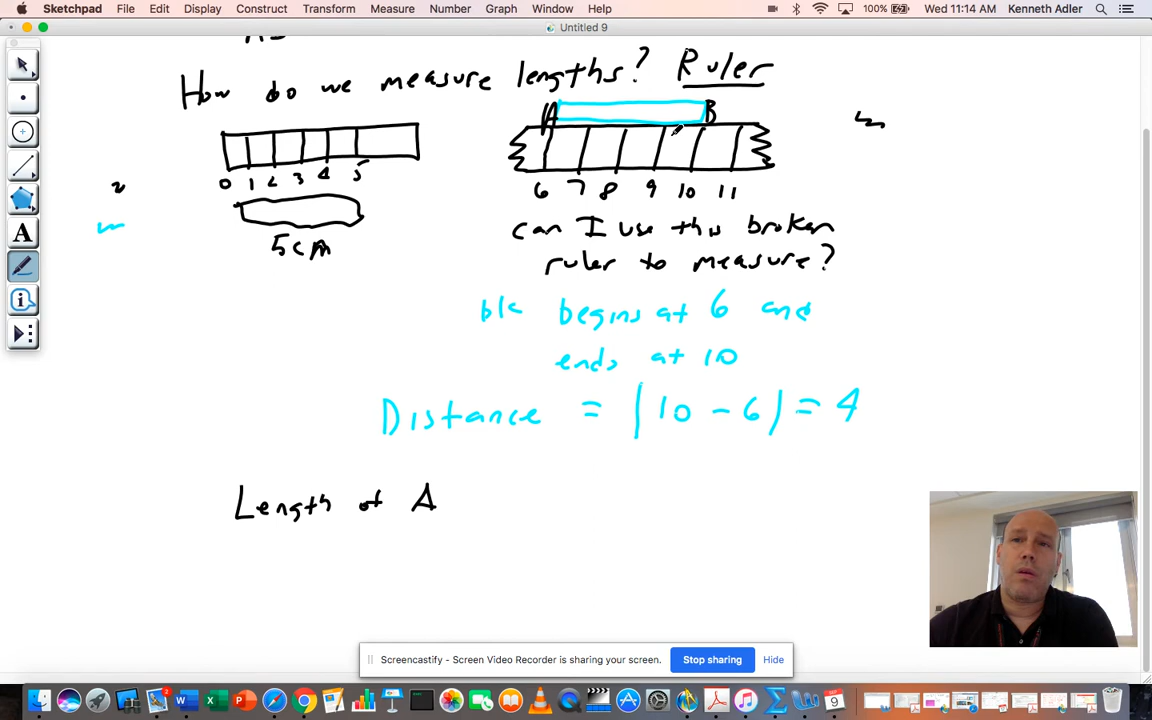 Sketchpad File Edit Display Construct Transform Measure Number Graph Window Help 100% Wed 11:14 AM Kenneth Adler
Untitled 9
How do we measure lengths? Ruler
A B
0 1 2 3 4 5
6 7 8 9 10 11
5cm
can I use this broken
ruler to measure?
b/c begins at 6 and
ends at 10
Distance = |10 - 6| = 4
Length of A
Screencastify - Screen Video Recorder is sharing your screen. Stop sharing Hide